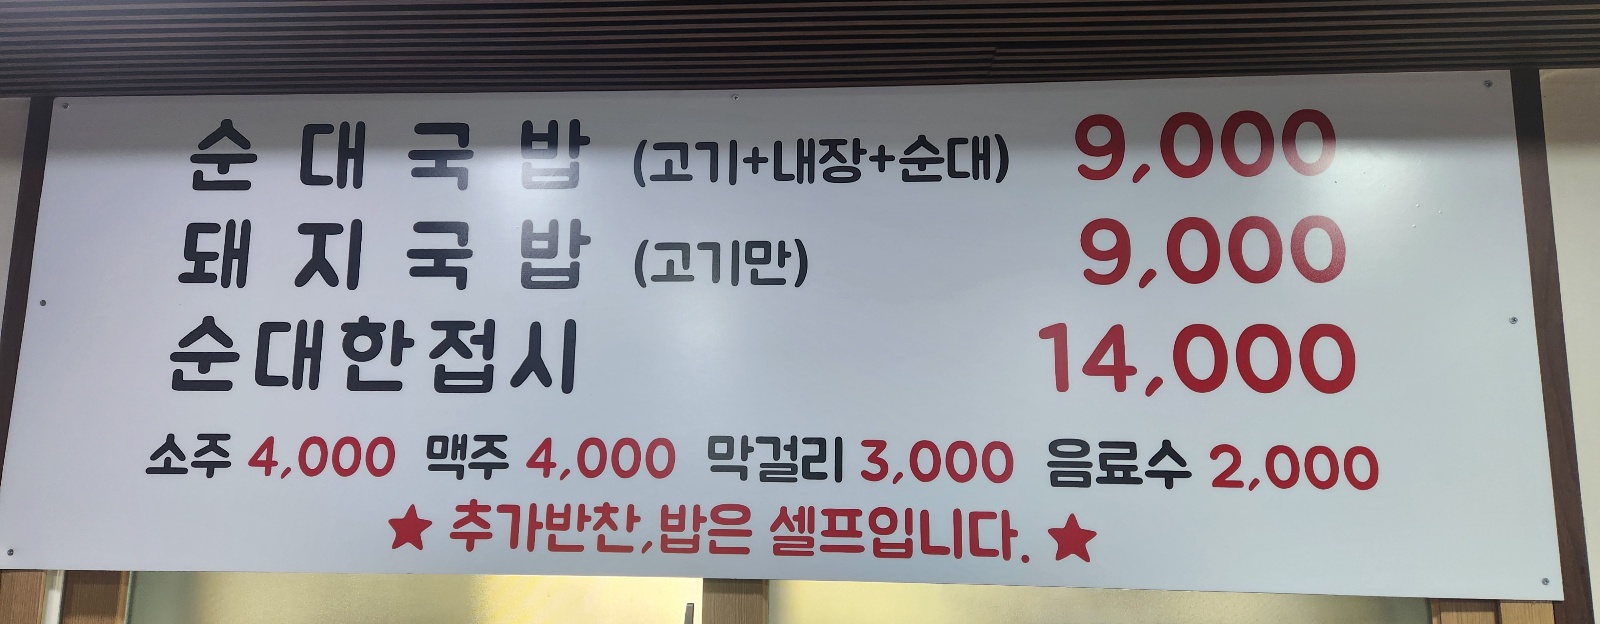 순대국밥 (고기+내장+순대) 9,000
돼지국밥 (고기만) 9,000
순대한접시 14,000
소주 4,000 맥주 4,000 막걸리 3,000 음료수 2,000
★ 추가반찬,밥은 셀프입니다. ★